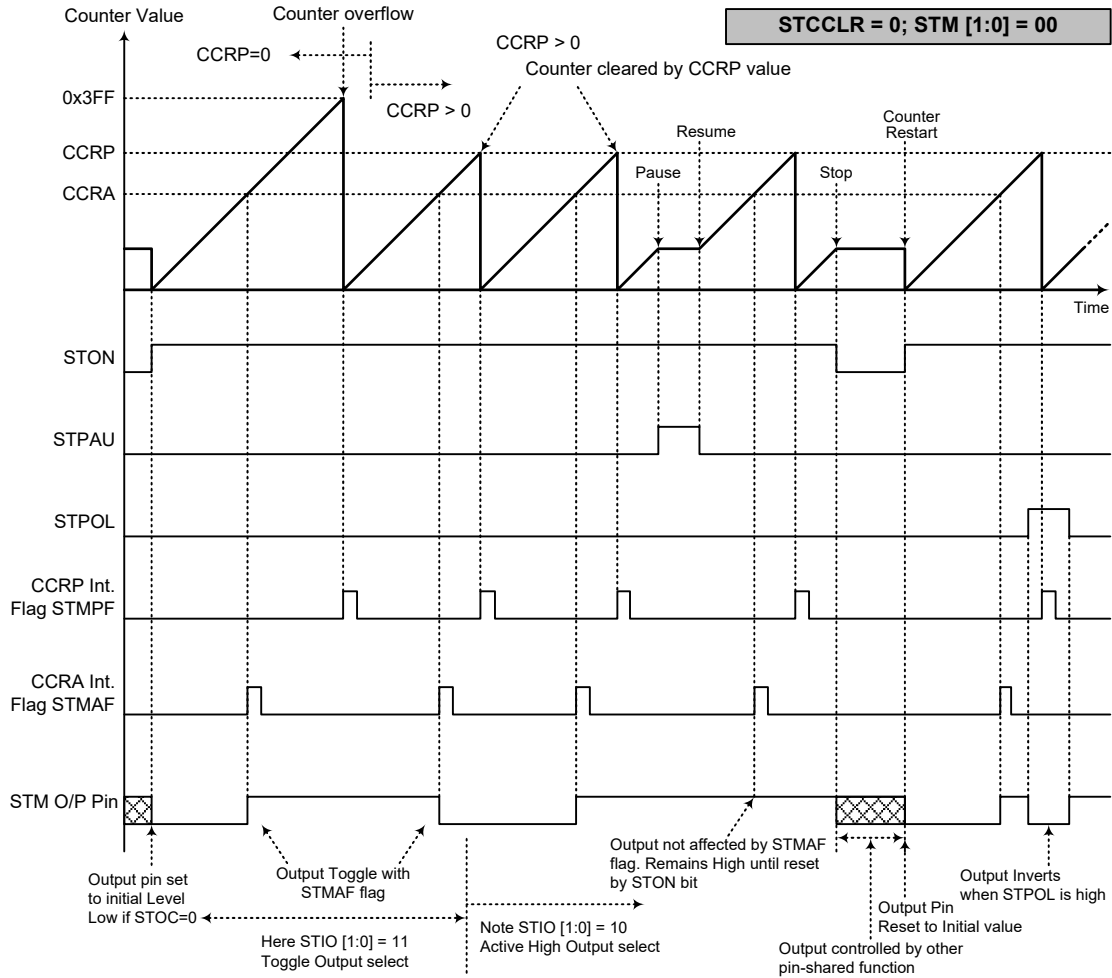 Counter Value
Counter overflow
STCCLR = 0; STM [1:0] = 00
CCRP=0
CCRP > 0
CCRP > 0
Counter cleared by CCRP value
0x3FF
CCRP
CCRA
Pause
Resume
Stop
Counter
Restart
Time
STON
STPAU
STPOL
CCRP Int.
Flag STMPF
CCRA Int.
Flag STMAF
STM O/P Pin
Output pin set
to initial Level
Low if STOC=0
Output Toggle with
STMAF flag
Output not affected by STMAF
flag. Remains High until reset
by STON bit
Output Inverts
when STPOL is high
Output Pin
Reset to Initial value
Here STIO [1:0] = 11
Toggle Output select
Note STIO [1:0] = 10
Active High Output select
Output controlled by other
pin-shared function